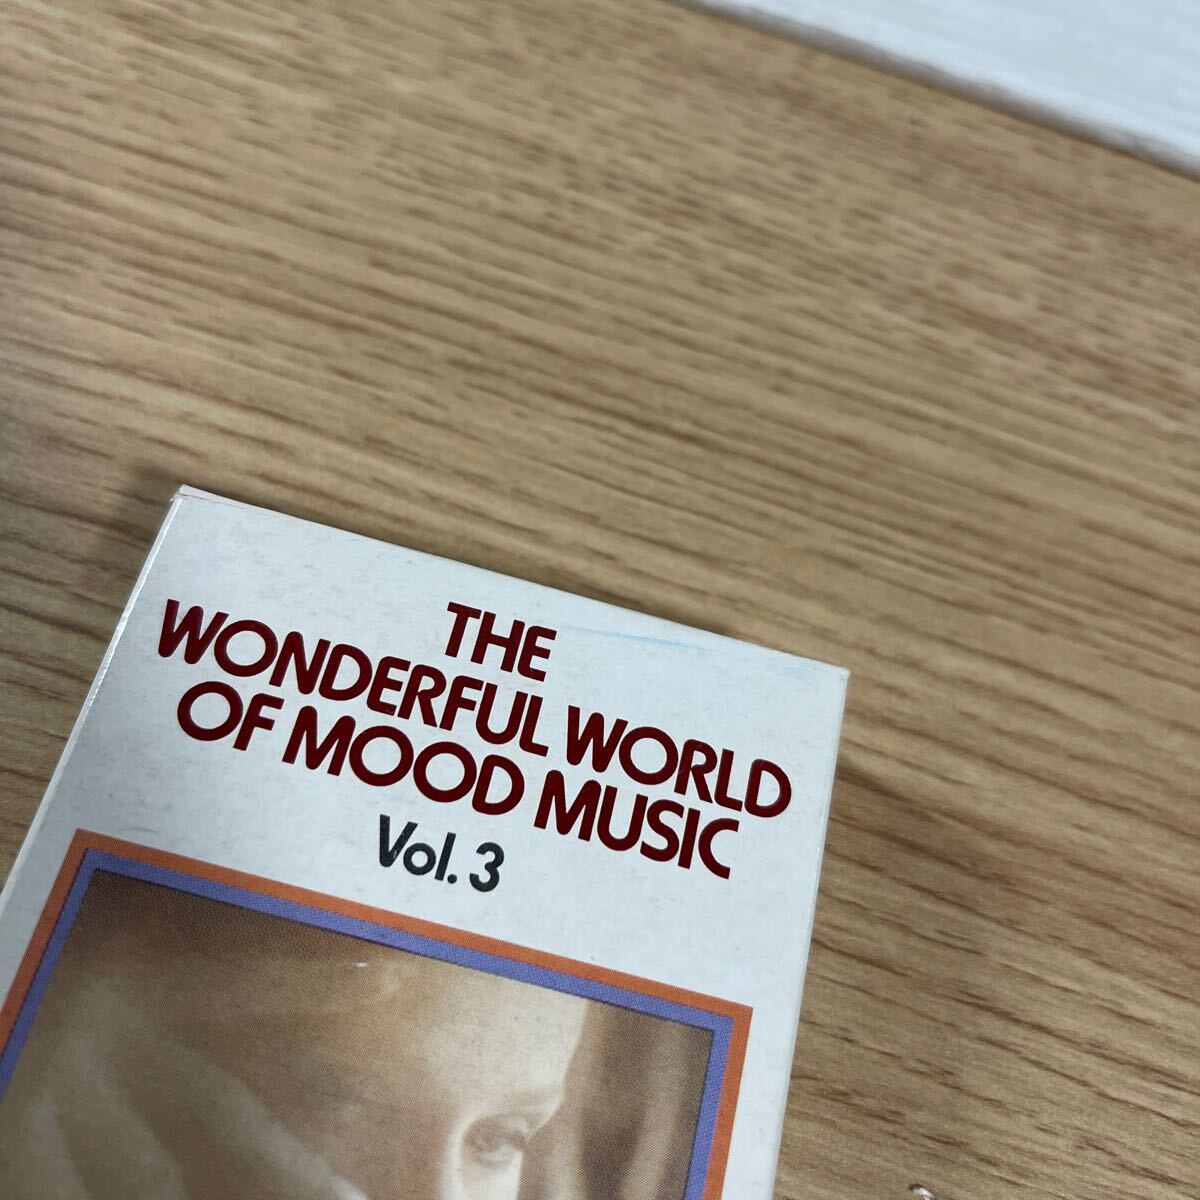 THE
WONDERFUL WORLD
OF MOOD MUSIC
Vol. 3